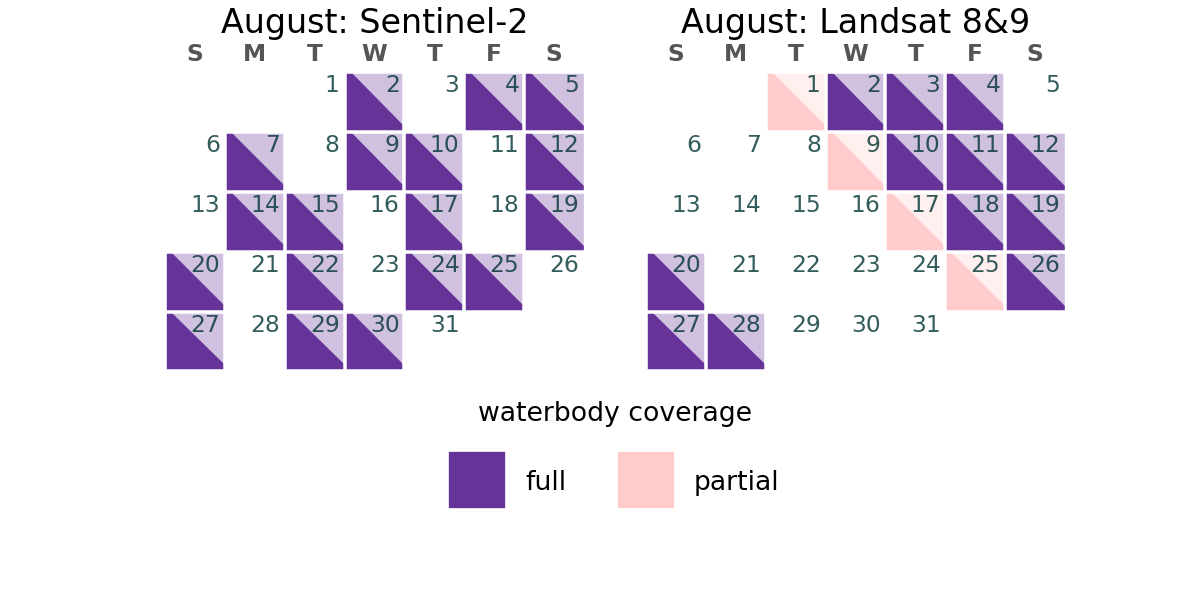 August: Sentinel-2
S M T W T F S
1 2 3 4 5
6 7 8 9 10 11 12
13 14 15 16 17 18 19
20 21 22 23 24 25 26
27 28 29 30 31
August: Landsat 8&9
S M T W T F S
1 2 3 4 5
6 7 8 9 10 11 12
13 14 15 16 17 18 19
20 21 22 23 24 25 26
27 28 29 30 31
waterbody coverage
full partial